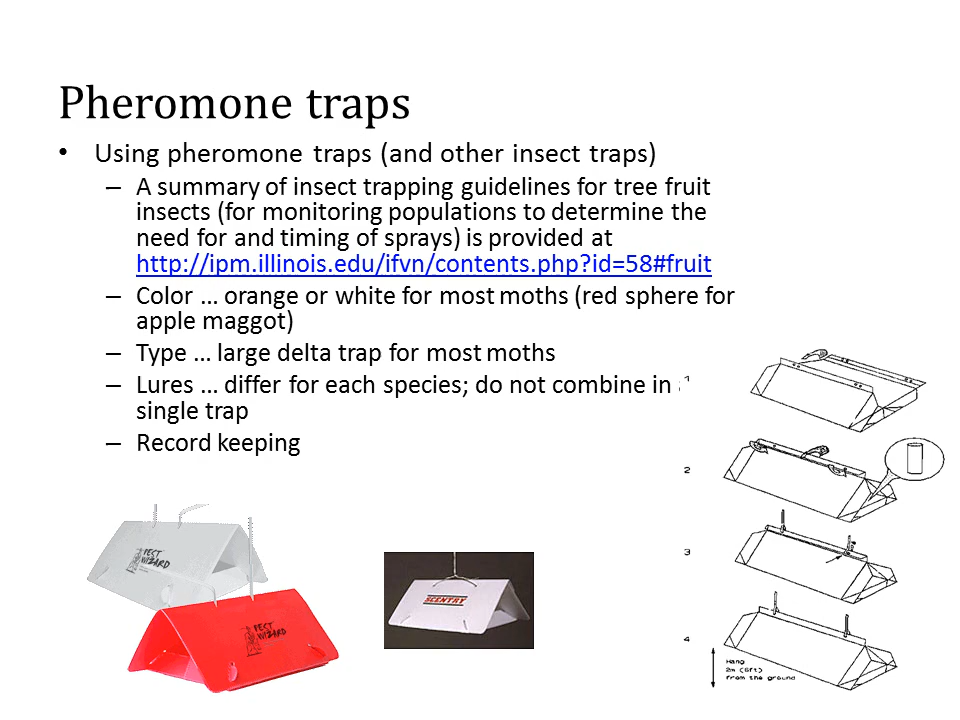 Pheromone traps
• Using pheromone traps (and other insect traps)
– A summary of insect trapping guidelines for tree fruit
insects (for monitoring populations to determine the
need for and timing of sprays) is provided at
http://ipm.illinois.edu/ifvn/contents.php?id=58#fruit
– Color … orange or white for most moths (red sphere for
apple maggot)
– Type … large delta trap for most moths
– Lures … differ for each species; do not combine in
single trap
– Record keeping
2
3
4
Hang
2m (6ft)
from the ground
PEST
WIZARD
PEST
WIZARD
SCENTRY